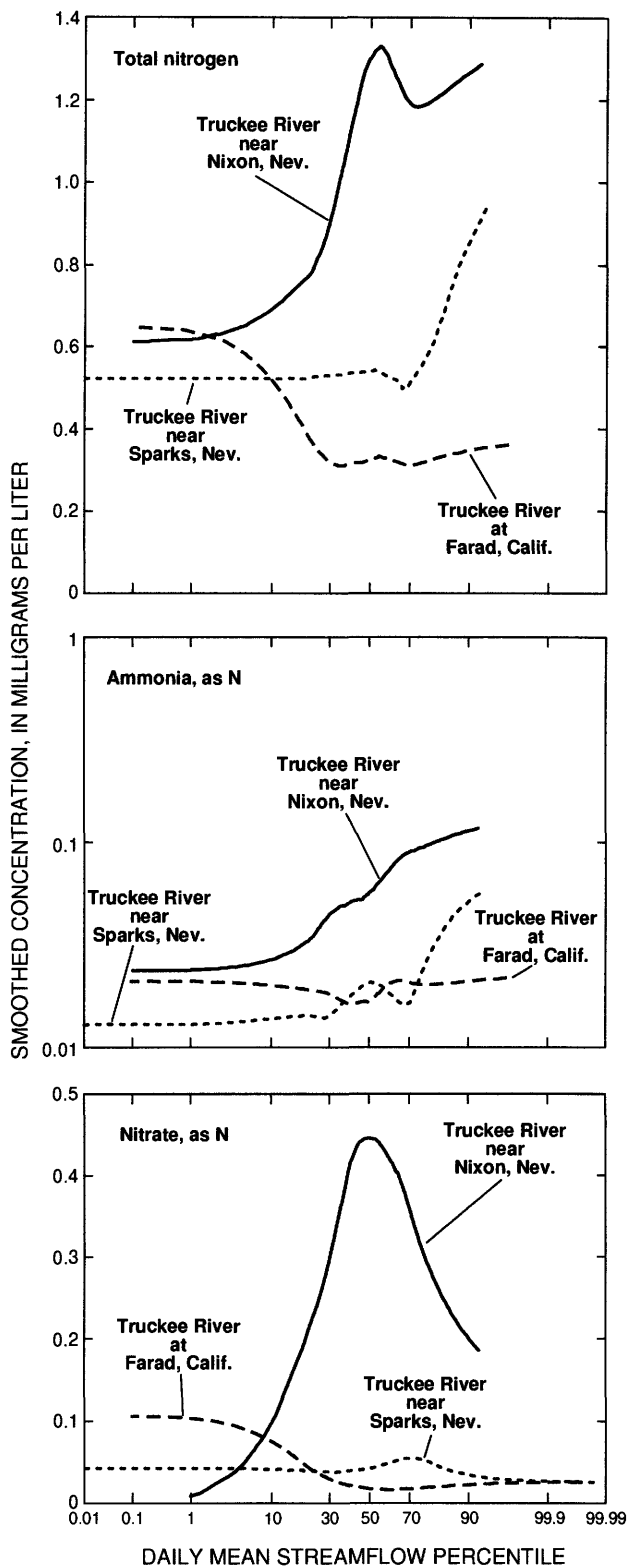 SMOOTHED CONCENTRATION, IN MILLIGRAMS PER LITER
1.4
1.2
1.0
0.8
0.6
0.4
0.2
0
Total nitrogen
Truckee River
near
Nixon, Nev.
Truckee River
near
Sparks, Nev.
Truckee River
at
Farad, Calif.
1
0.1
0.01
Ammonia, as N
Truckee River
near
Nixon, Nev.
Truckee River
near
Sparks, Nev.
Truckee River
at
Farad, Calif.
0.5
0.4
0.3
0.2
0.1
0
Nitrate, as N
Truckee River
near
Nixon, Nev.
Truckee River
at
Farad, Calif.
Truckee River
near
Sparks, Nev.
0.01 0.1 1 10 30 50 70 90 99.9 99.99
DAILY MEAN STREAMFLOW PERCENTILE